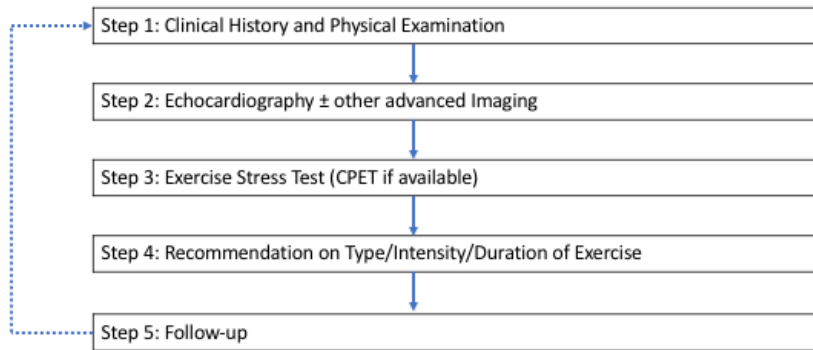 Step 1: Clinical History and Physical Examination
Step 2: Echocardiography ± other advanced Imaging
Step 3: Exercise Stress Test (CPET if available)
Step 4: Recommendation on Type/Intensity/Duration of Exercise
Step 5: Follow-up